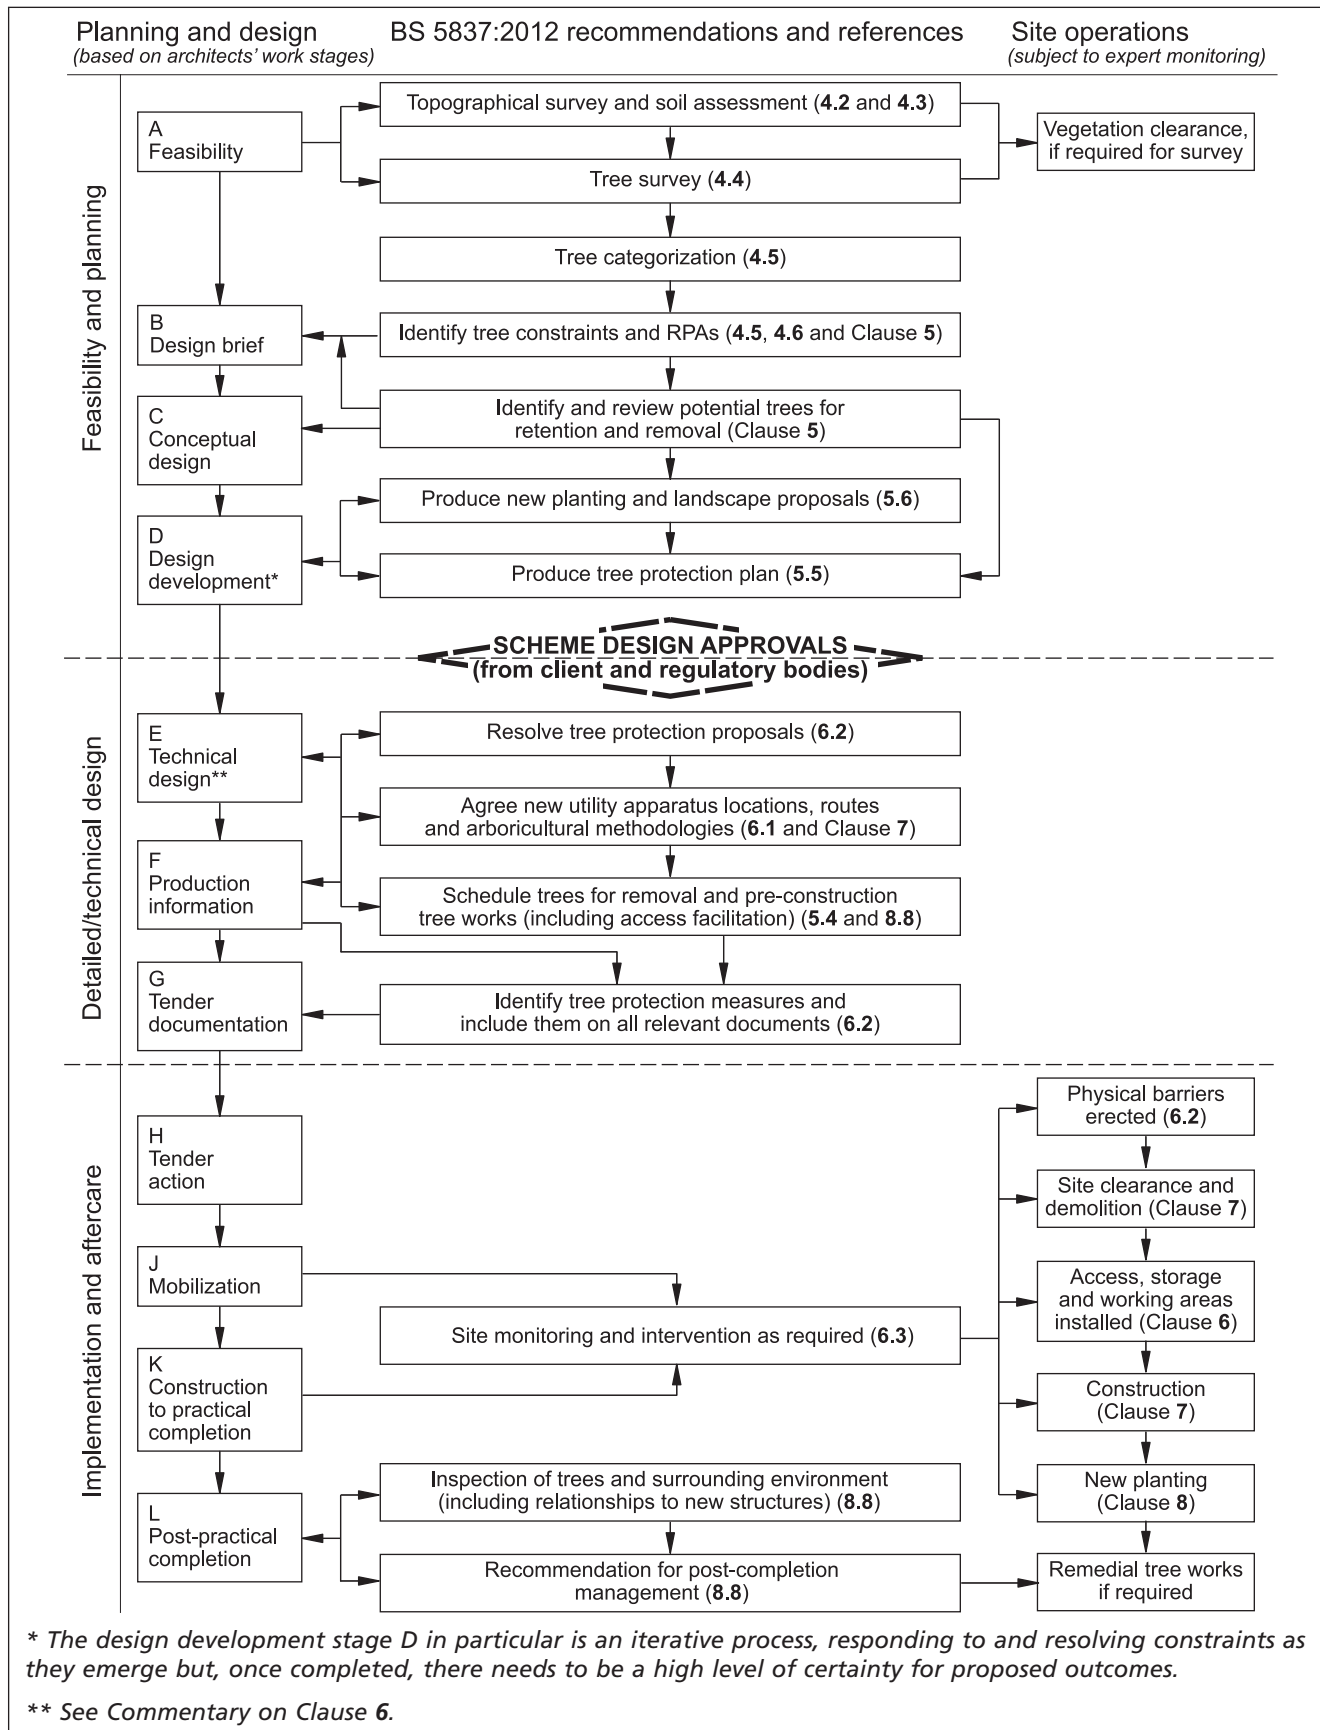 Planning and design
(based on architects' work stages)
BS 5837:2012 recommendations and references
Site operations
(subject to expert monitoring)
Feasibility and planning
A
Feasibility
Topographical survey and soil assessment (4.2 and 4.3)
Vegetation clearance,
if required for survey
Tree survey (4.4)
Tree categorization (4.5)
B
Design brief
Identify tree constraints and RPAs (4.5, 4.6 and Clause 5)
C
Conceptual
design
Identify and review potential trees for
retention and removal (Clause 5)
Produce new planting and landscape proposals (5.6)
D
Design
development*
Produce tree protection plan (5.5)
SCHEME DESIGN APPROVALS
(from client and regulatory bodies)
Detailed/technical design
E
Technical
design**
Resolve tree protection proposals (6.2)
Agree new utility apparatus locations, routes
and arboricultural methodologies (6.1 and Clause 7)
F
Production
information
Schedule trees for removal and pre-construction
tree works (including access facilitation) (5.4 and 8.8)
G
Tender
documentation
Identify tree protection measures and
include them on all relevant documents (6.2)
Implementation and aftercare
H
Tender
action
Physical barriers
erected (6.2)
Site clearance and
demolition (Clause 7)
J
Mobilization
Access, storage
and working areas
installed (Clause 6)
Site monitoring and intervention as required (6.3)
K
Construction
to practical
completion
Construction
(Clause 7)
Inspection of trees and surrounding environment
(including relationships to new structures) (8.8)
New planting
(Clause 8)
L
Post-practical
completion
Recommendation for post-completion
management (8.8)
Remedial tree works
if required
* The design development stage D in particular is an iterative process, responding to and resolving constraints as
they emerge but, once completed, there needs to be a high level of certainty for proposed outcomes.
** See Commentary on Clause 6.